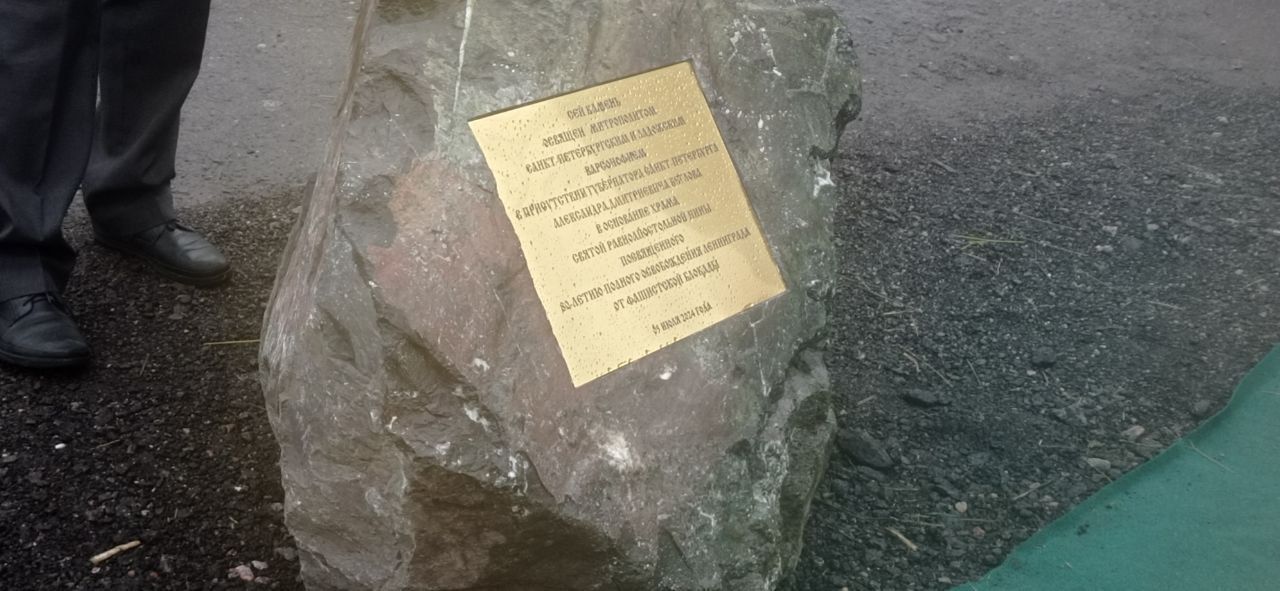 СЕЙ КАМЕНЬ
ОСВЯЩЕН МИТРОПОЛИТОМ
САНКТ-ПЕТЕРБУРГСКИМ И ЛАДОЖСКИМ
ВАРСОНОФИЕМ
В ПРИСУТСТВИИ ГУБЕРНАТОРА САНКТ-ПЕТЕРБУРГА
АЛЕКСАНДРА ДМИТРИЕВИЧА БЕГЛОВА
В ОСНОВАНИЕ ХРАМА
СВЯТОЙ РАВНОАПОСТОЛЬНОЙ НИНЫ
ПОСВЯЩЕННОГО
80-ЛЕТИЮ ПОЛНОГО ОСВОБОЖДЕНИЯ ЛЕНИНГРАДА
ОТ ФАШИСТСКОЙ БЛОКАДЫ
05 ИЮЛЯ 2024 ГОДА